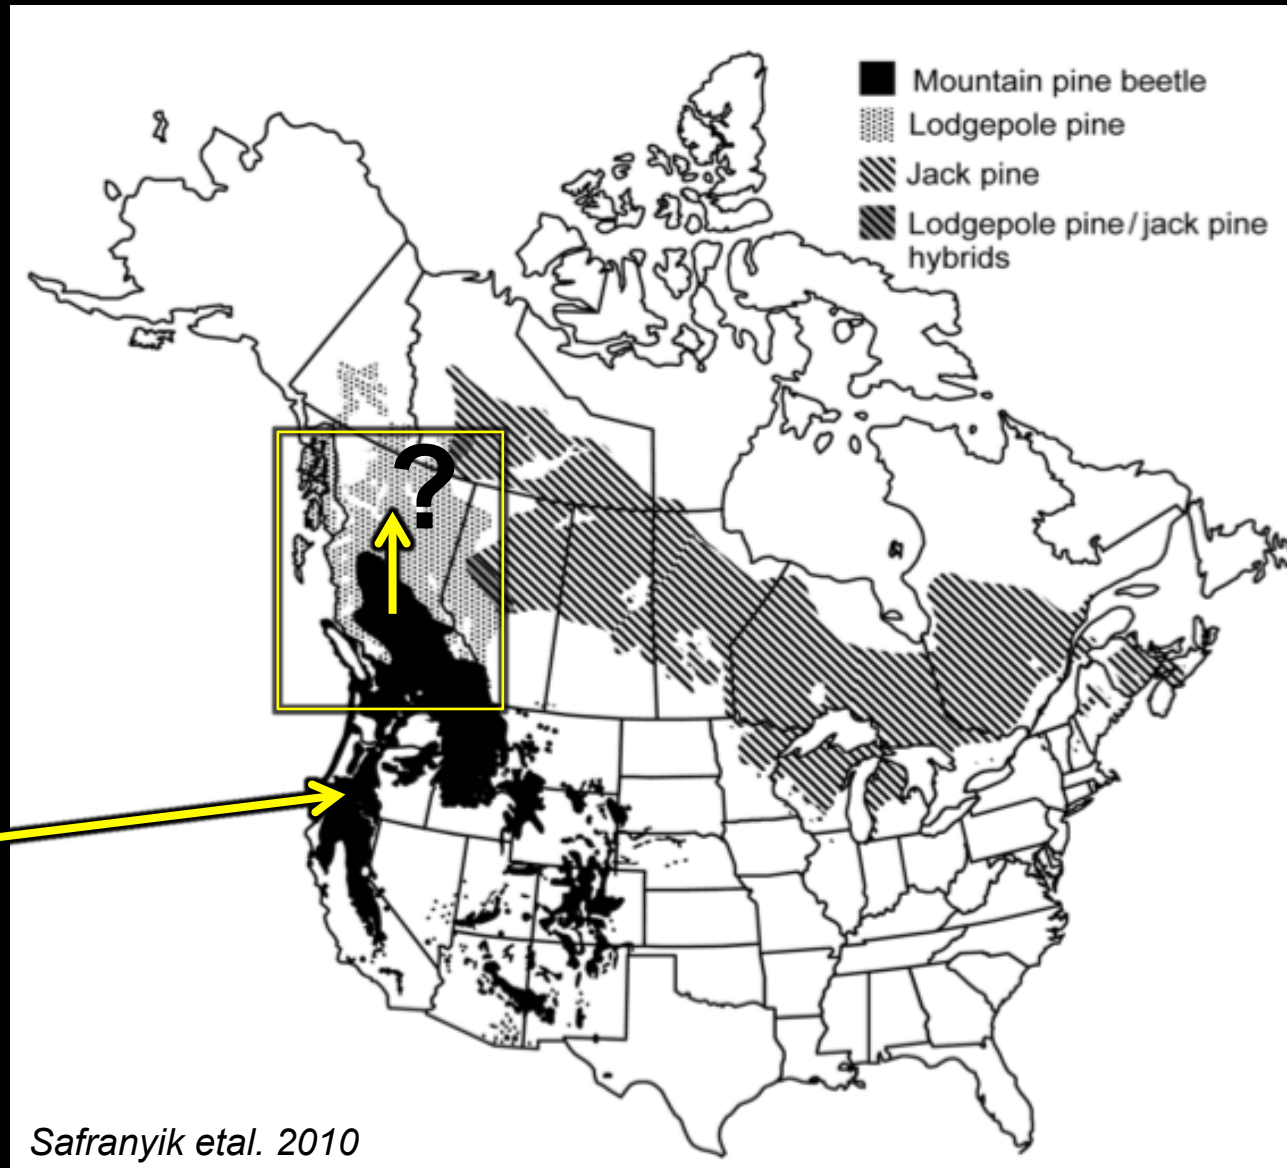 Mountain pine beetle
Lodgepole pine
Jack pine
Lodgepole pine/jack pine
hybrids
?
Safranyik etal. 2010